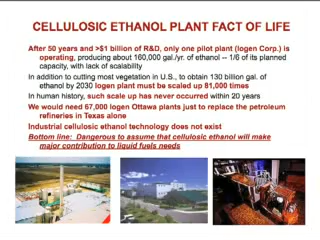 CELLULOSIC ETHANOL PLANT FACT OF LIFE
After 50 years and >$1 billion of R&D, only one pilot plant (Iogen Corp.) is
operating, producing about 160,000 gal./yr. of ethanol -- 1/6 of its planned
capacity, with lack of scalability
In addition to cutting most vegetation in U.S., to obtain 130 billion gal. of
ethanol by 2030 Iogen plant must be scaled up 81,000 times
In human history, such scale up has never occurred within 20 years
We would need 67,000 Iogen Ottawa plants just to replace the petroleum
refineries in Texas alone
Industrial cellulosic ethanol technology does not exist
Bottom line: Dangerous to assume that cellulosic ethanol will make
major contribution to liquid fuels needs